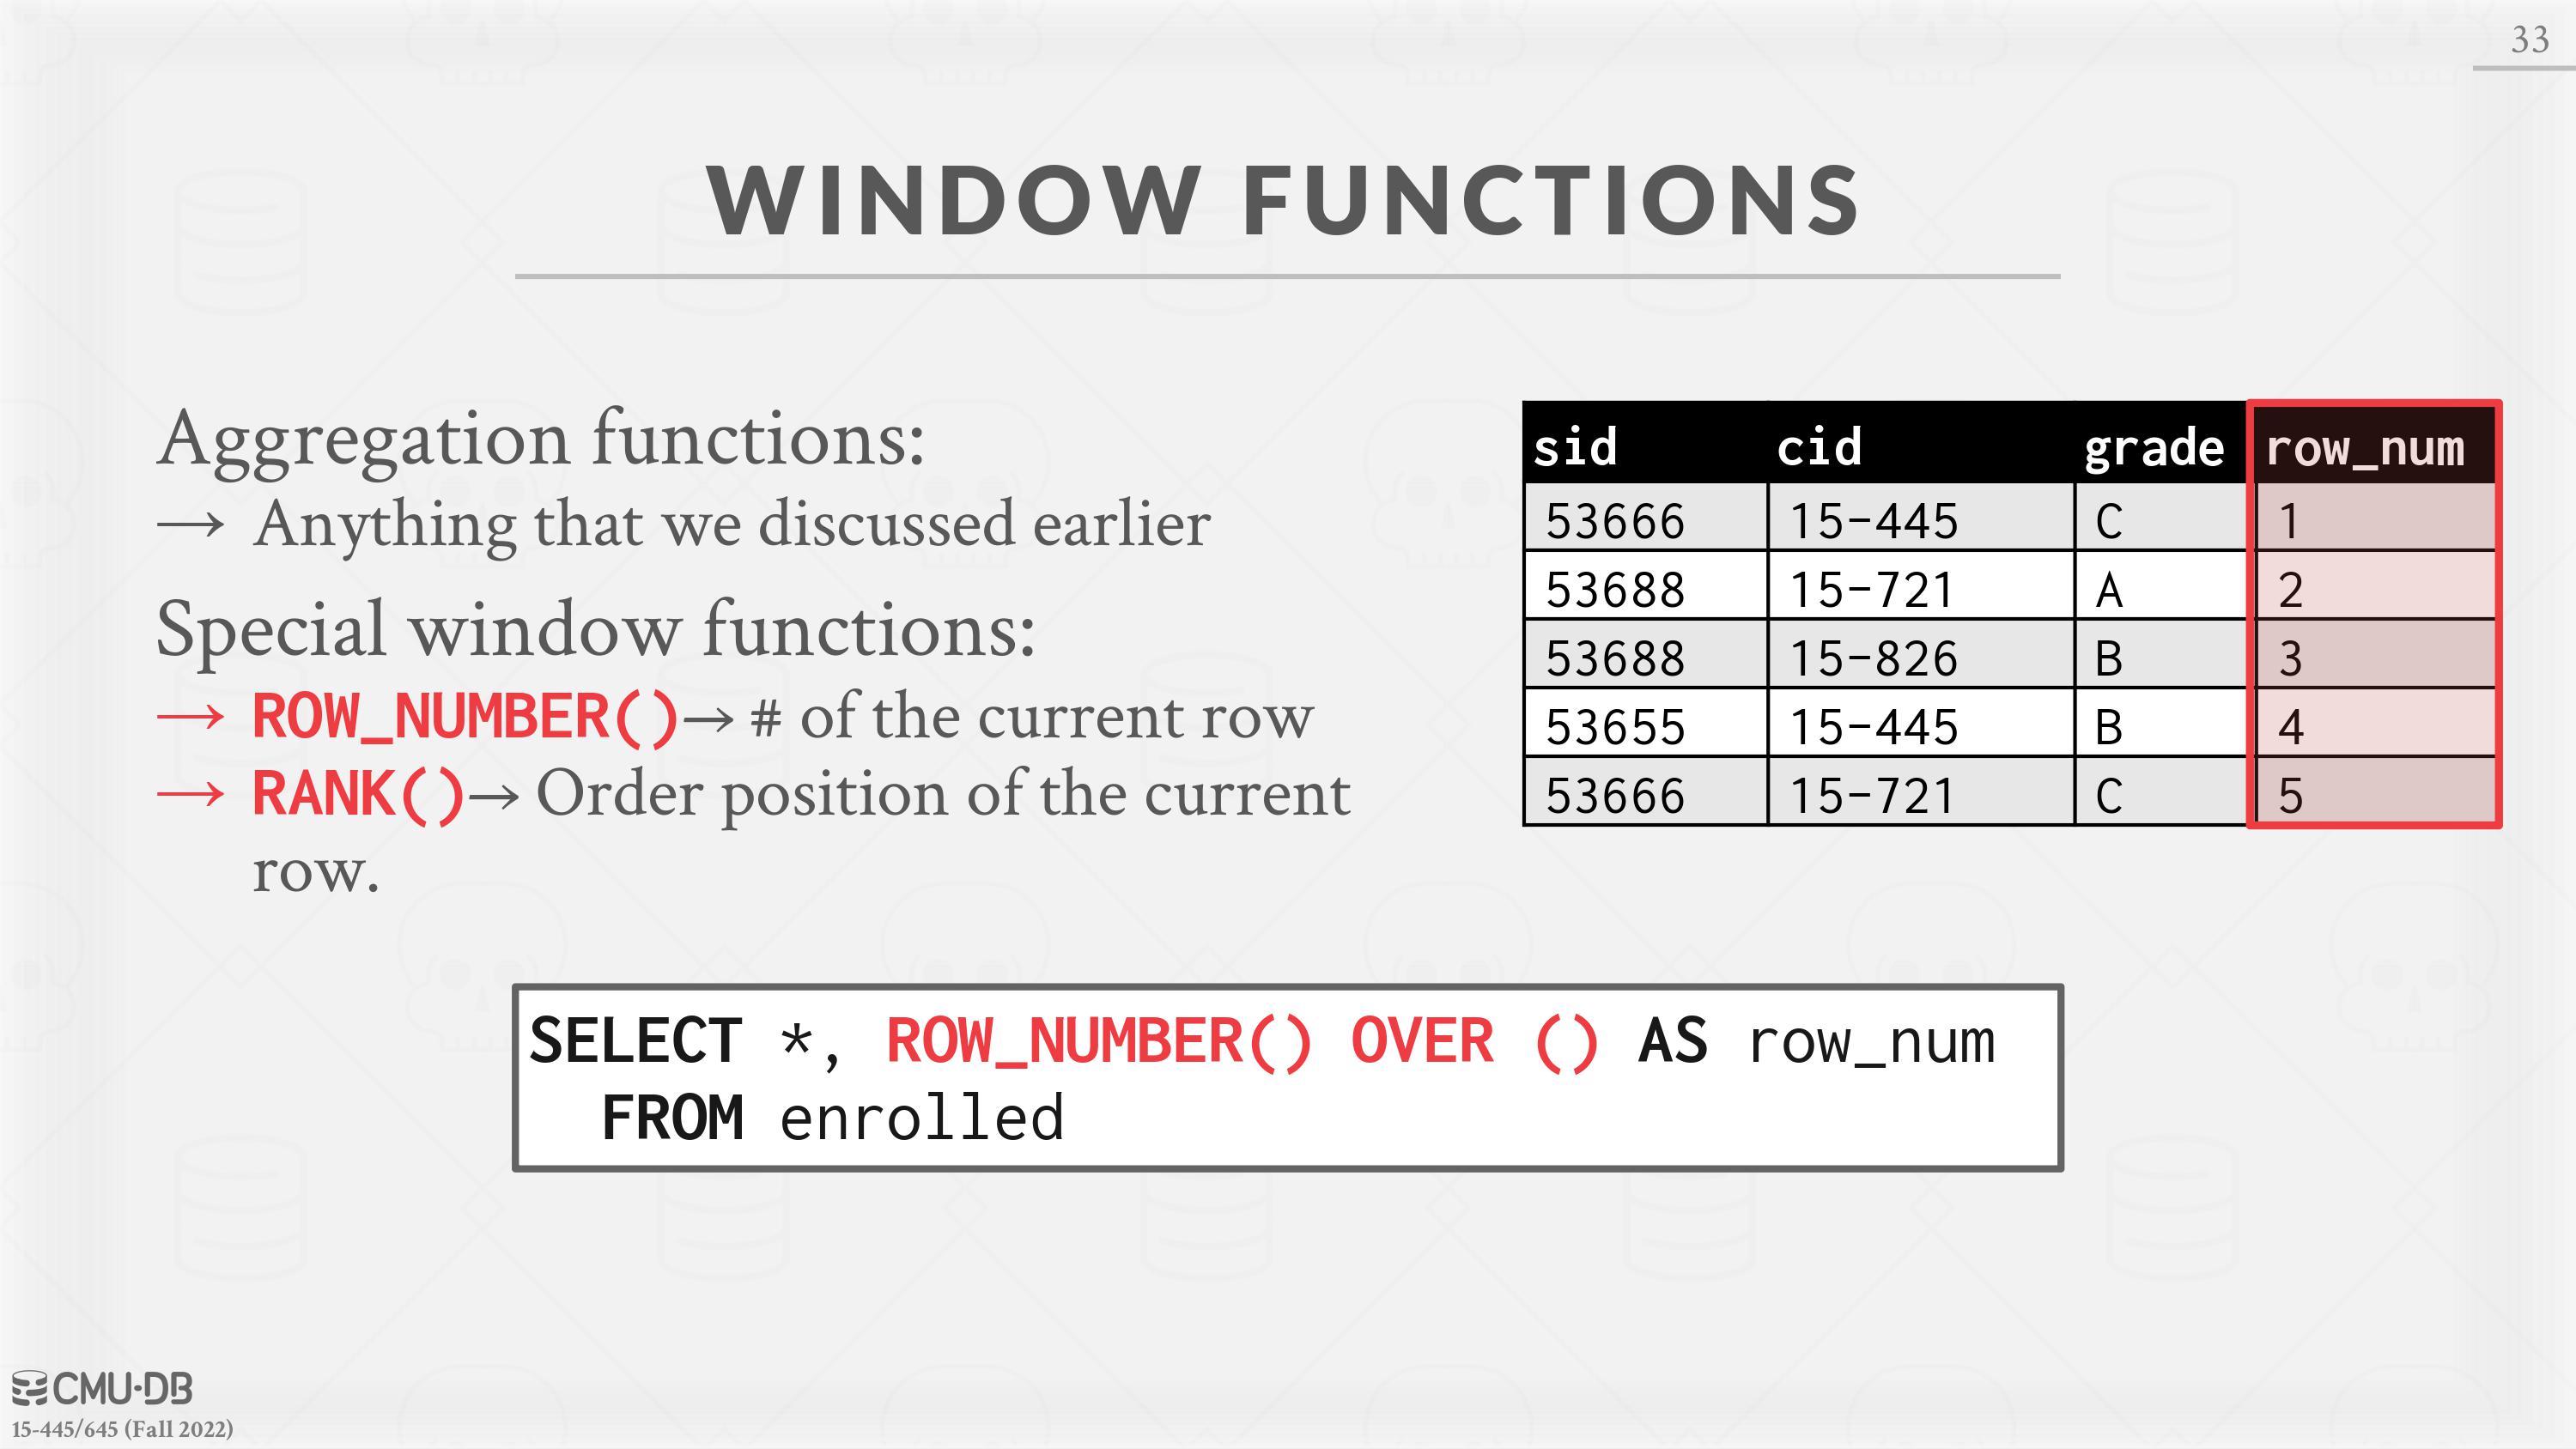 33
WINDOW FUNCTIONS
Aggregation functions:
→ Anything that we discussed earlier
Special window functions:
→ ROW_NUMBER()→ # of the current row
→ RANK()→ Order position of the current
row.
sid cid grade row_num
53666 15-445 C 1
53688 15-721 A 2
53688 15-826 B 3
53655 15-445 B 4
53666 15-721 C 5
SELECT *, ROW_NUMBER() OVER () AS row_num
FROM enrolled
CMU·DB
15-445/645 (Fall 2022)